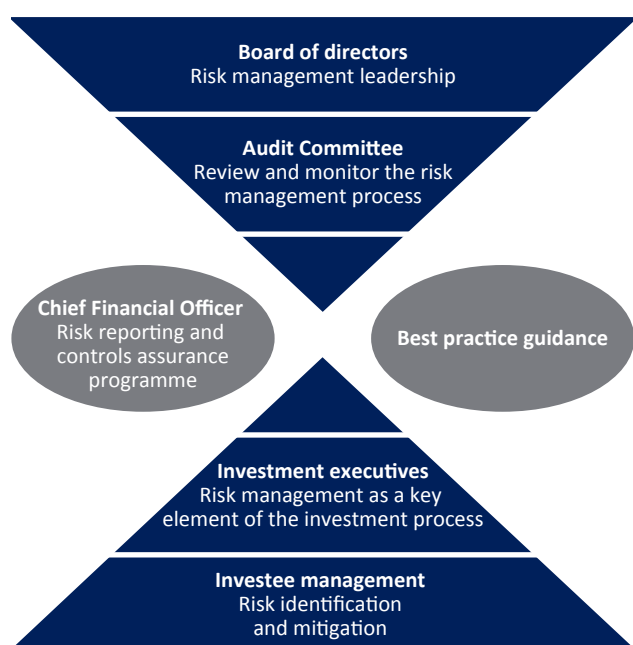 Board of directors
Risk management leadership
Audit Committee
Review and monitor the risk
management process
Chief Financial Officer
Risk reporting and
controls assurance
programme
Best practice guidance
Investment executives
Risk management as a key
element of the investment process
Investee management
Risk identification
and mitigation